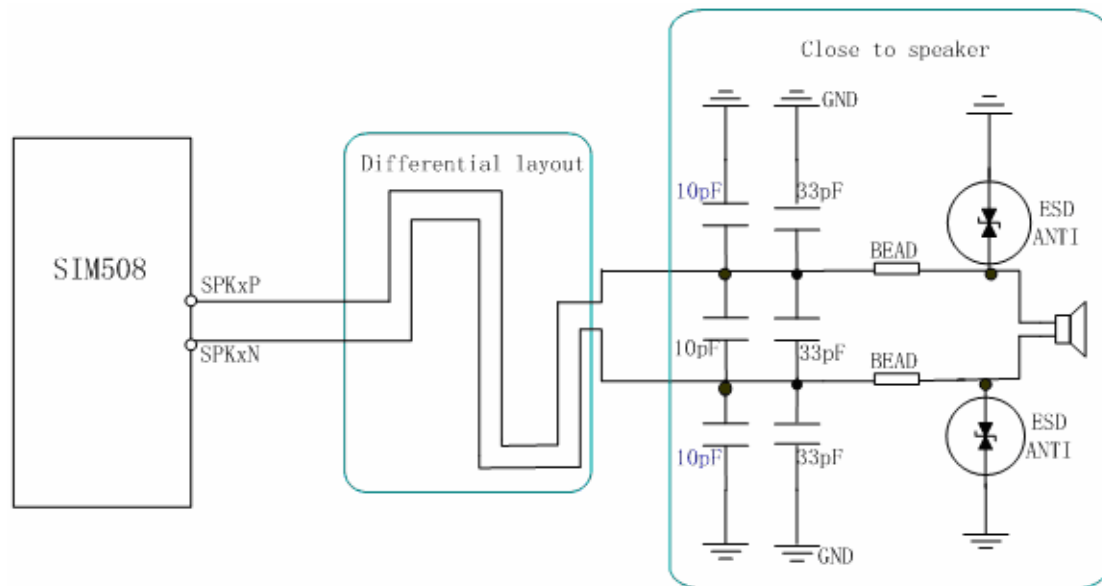 Close to speaker
GND
Differential layout
10pF
33pF
ESD
ANTI
SIM508
BEAD
SPKxP
10pF
33pF
SPKxN
BEAD
10pF
33pF
ESD
ANTI
GND